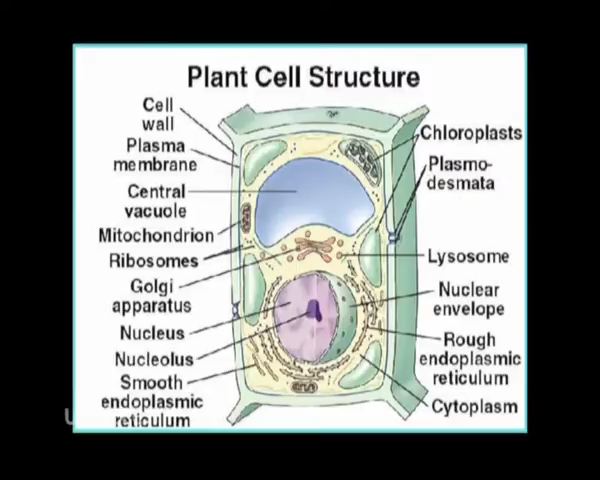 Plant Cell Structure
Cell
wall
Plasma
membrane
Central
vacuole
Mitochondrion
Ribosomes
Golgi
apparatus
Nucleus
Nucleolus
Smooth
endoplasmic
reticulum
Chloroplasts
Plasmo-
desmata
Lysosome
Nuclear
envelope
Rough
endoplasmic
reticulum
Cytoplasm